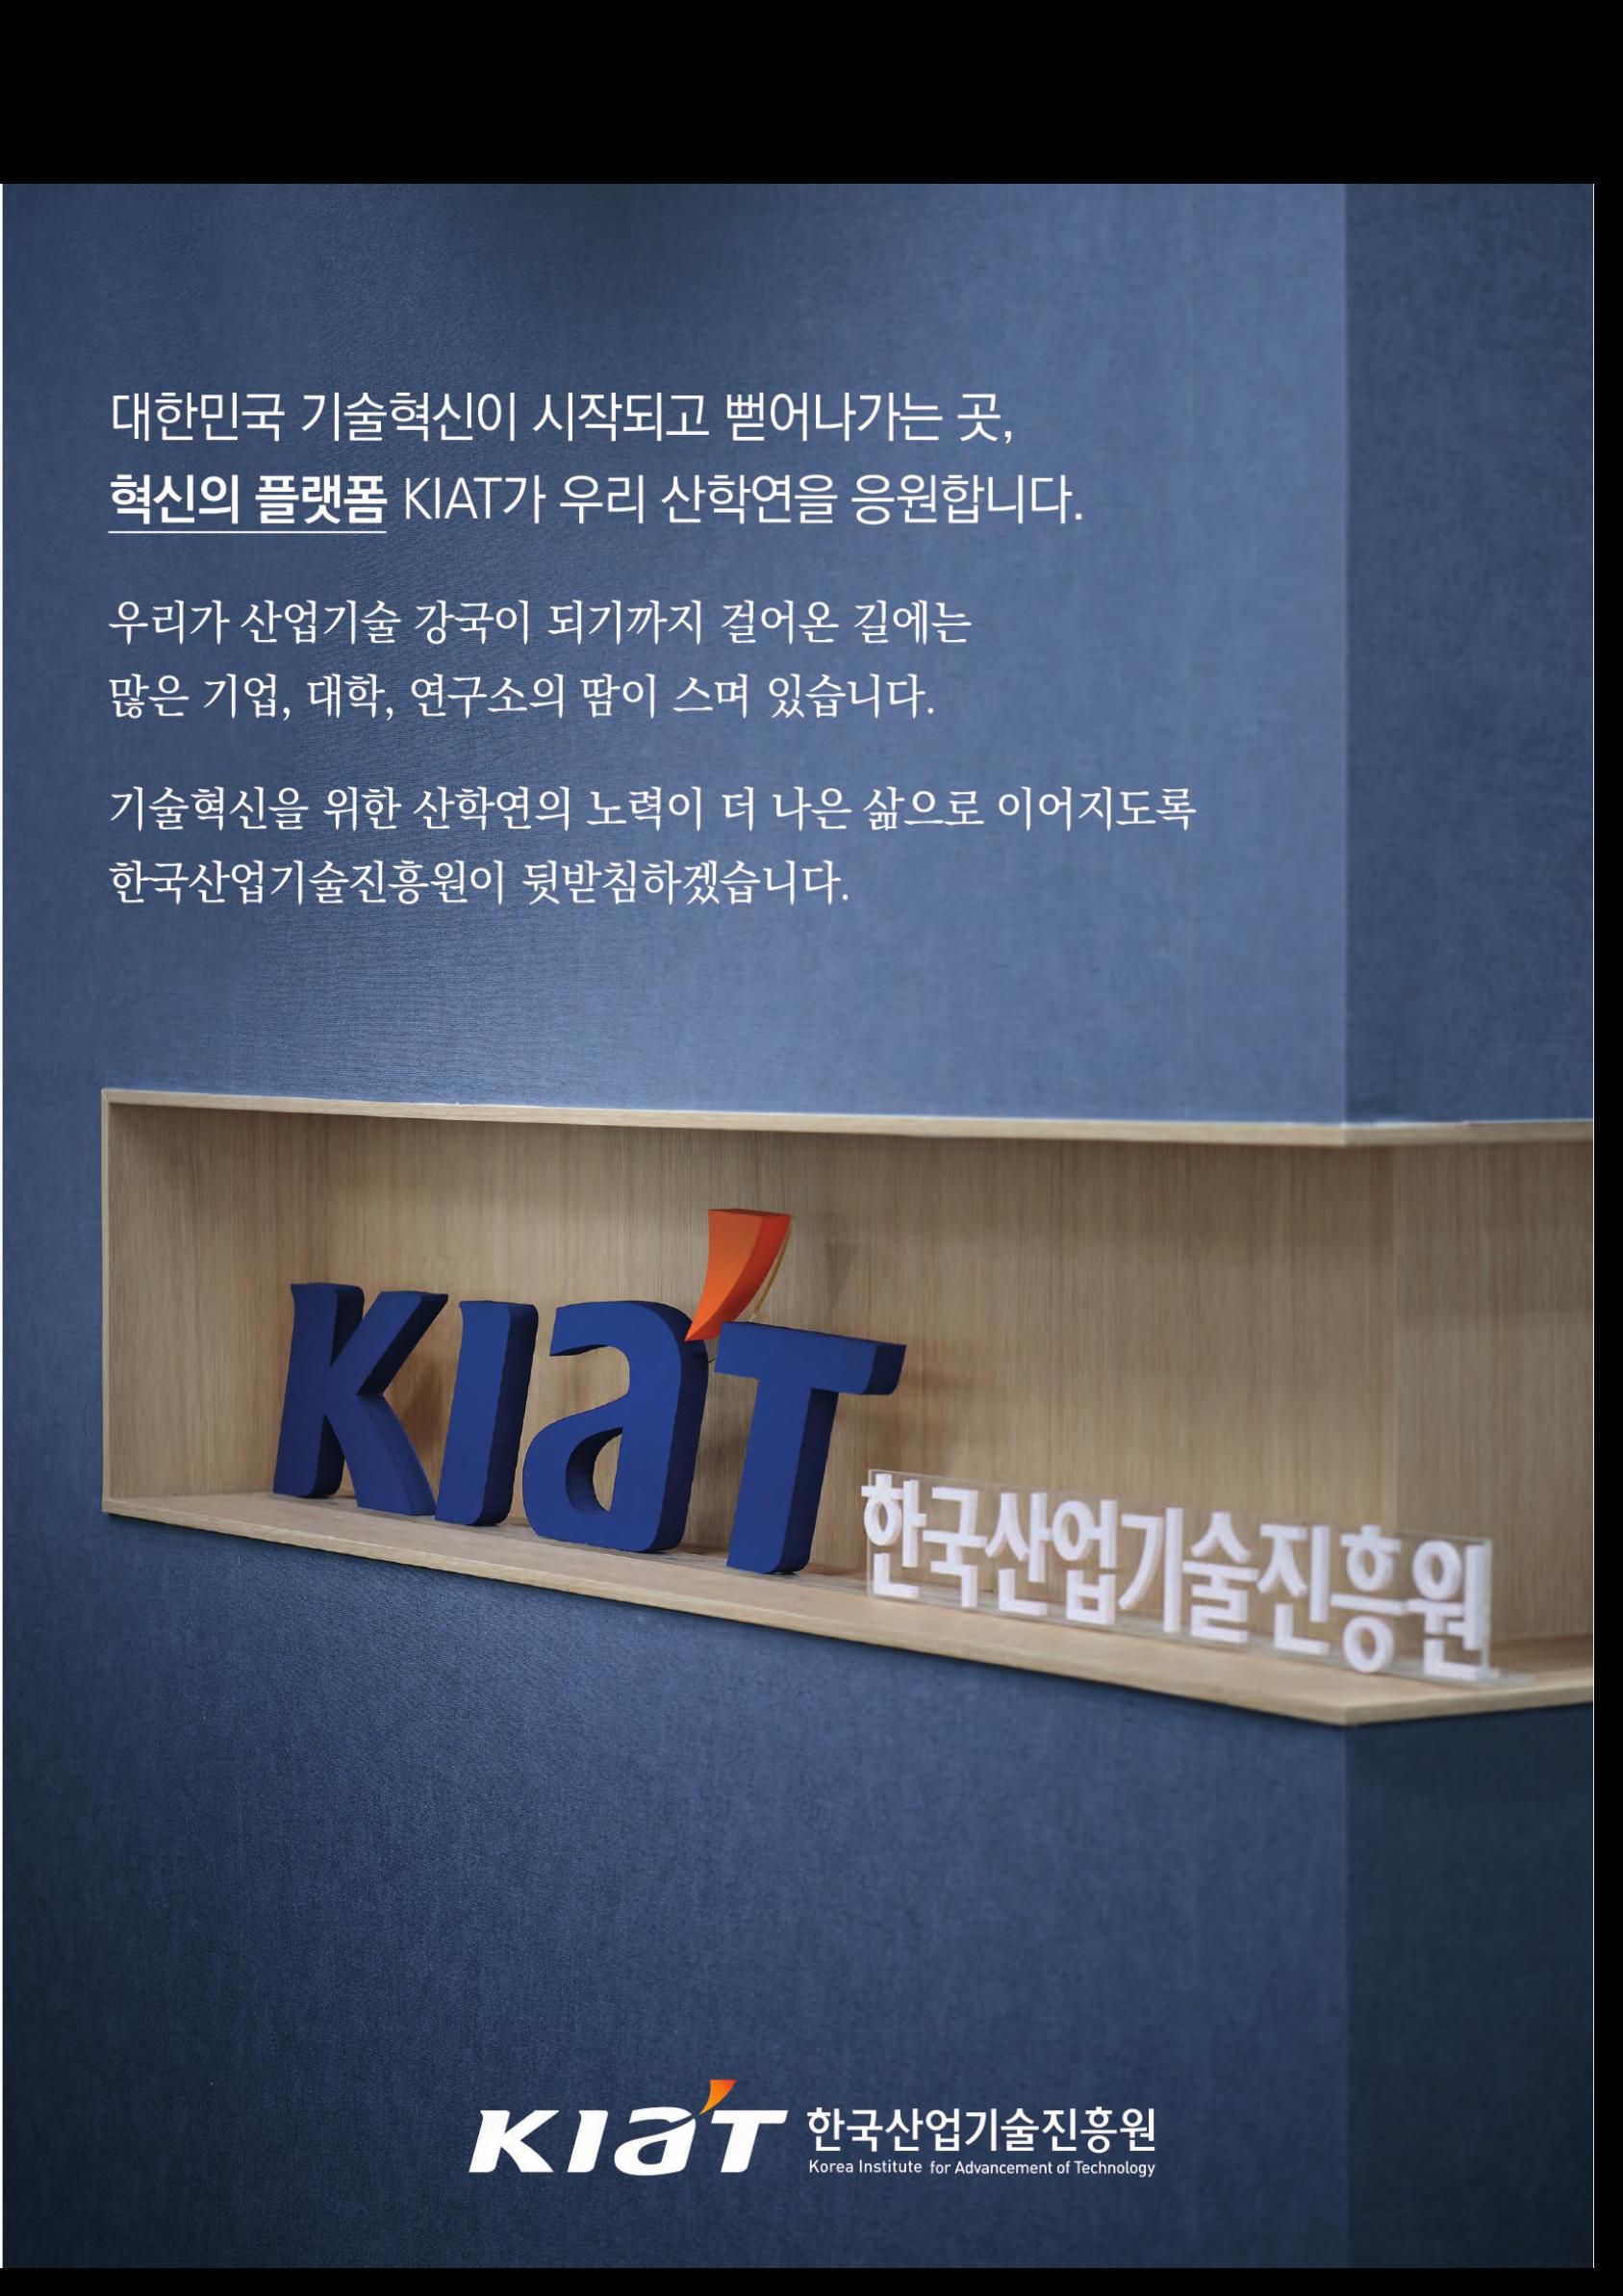 대한민국 기술혁신이 시작되고 뻗어나가는 곳,
혁신의 플랫폼 KIAT가 우리 산학연을 응원합니다.
우리가 산업기술 강국이 되기까지 걸어온 길에는
많은 기업, 대학, 연구소의 땀이 스며 있습니다.
기술혁신을 위한 산학연의 노력이 더 나은 삶으로 이어지도록
한국산업기술진흥원이 뒷받침하겠습니다.
KIaT
한국산업기술진흥원
KIaT 한국산업기술진흥원
Korea Institute for Advancement of Technology